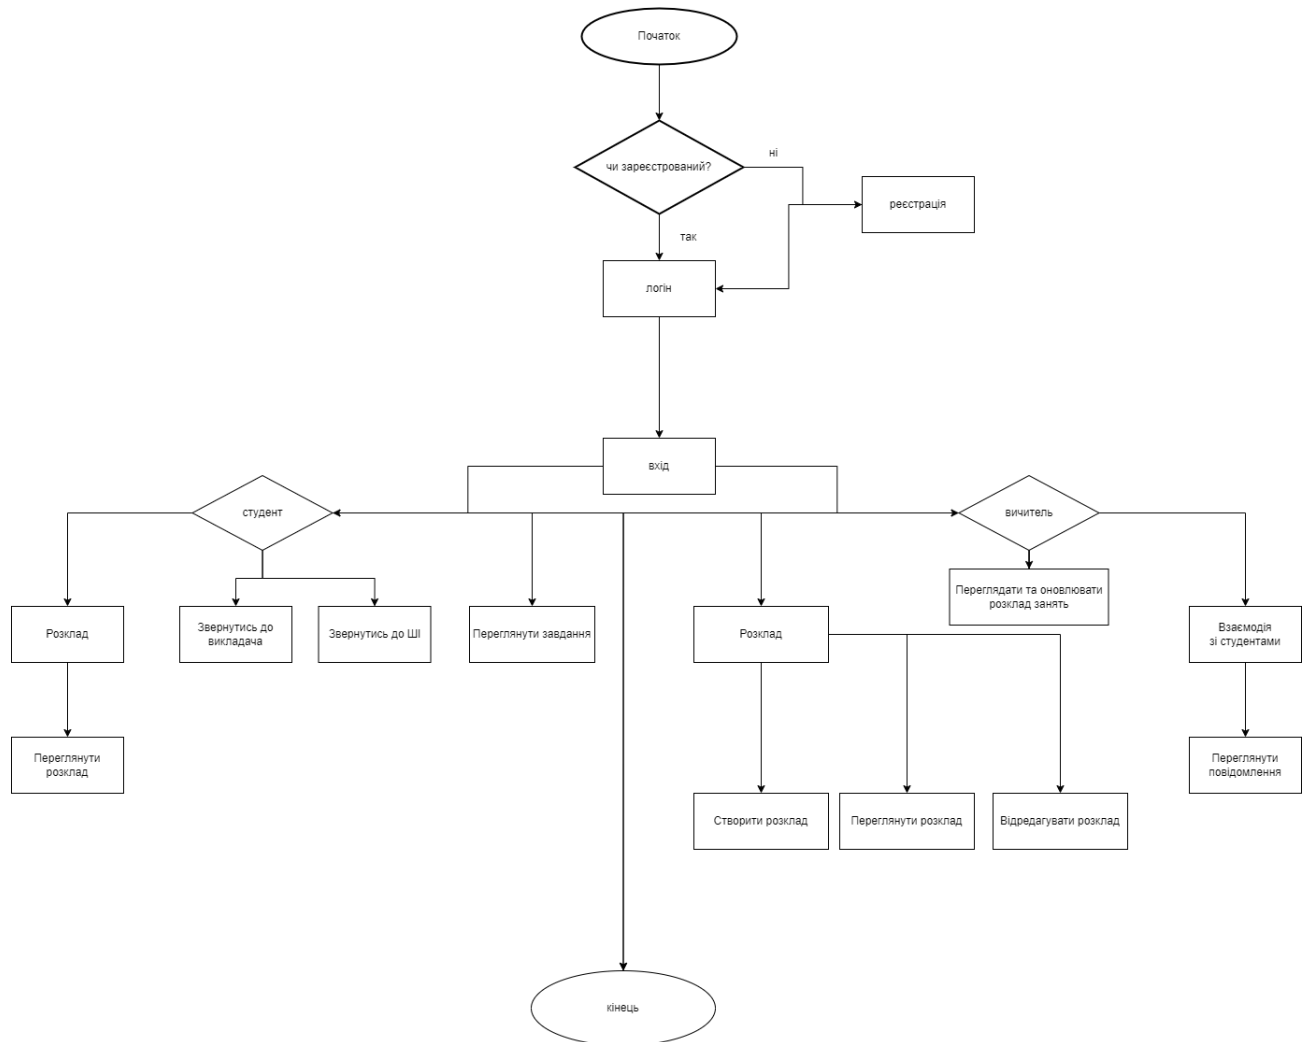 Початок
чи зареєстрований?
ні
реєстрація
так
логін
вхід
студент
вичитель
Розклад
Звернутись до
викладача
Звернутись до ШІ
Переглянути завдання
Розклад
Переглядати та оновлювати
розклад занять
Взаємодія
зі студентами
Переглянути
розклад
Переглянути
повідомлення
Створити розклад
Переглянути розклад
Відредагувати розклад
кінець